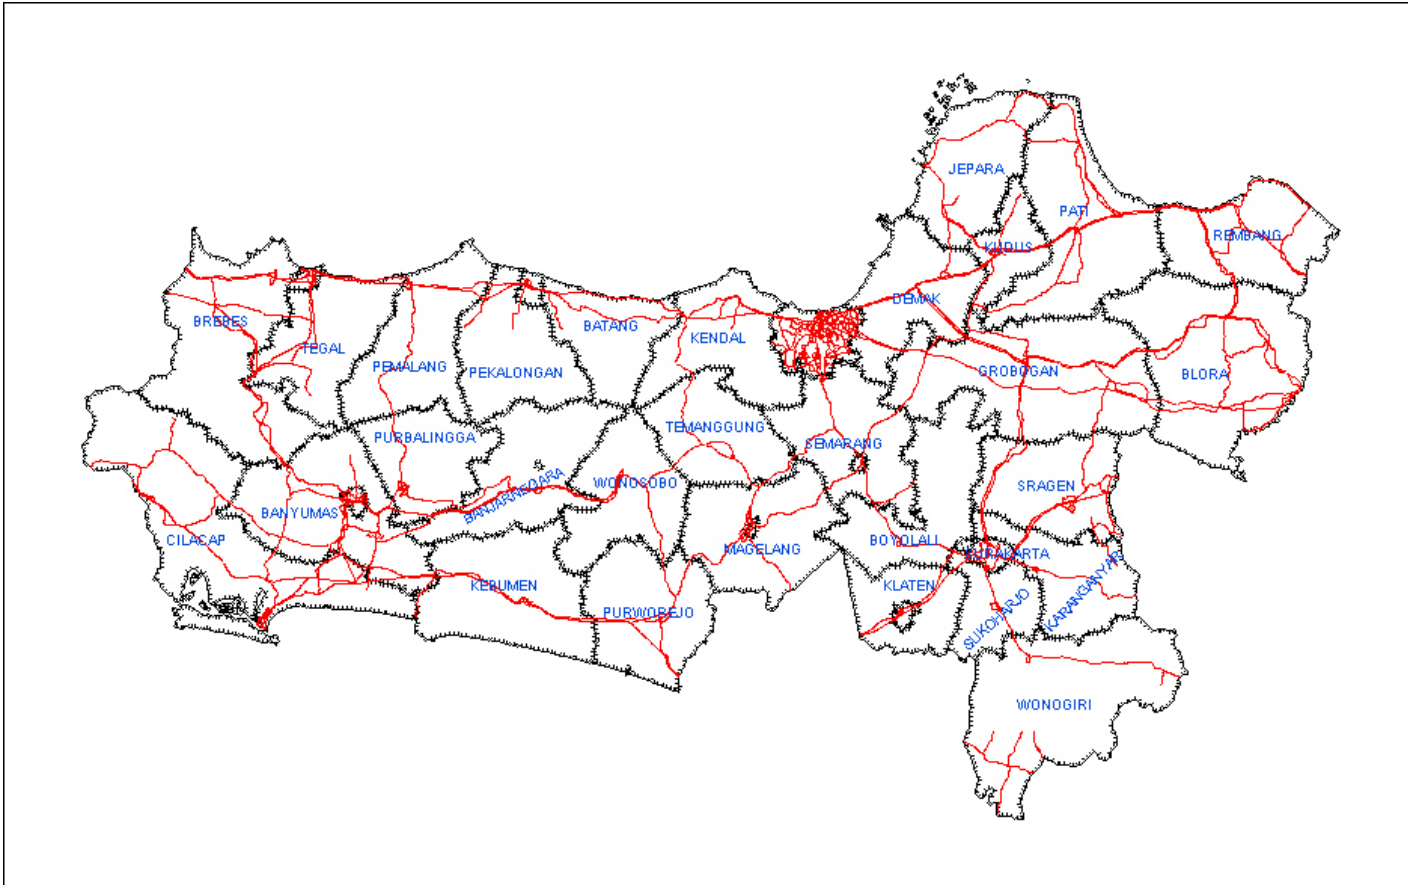 JEPARA
PATI
KUDUS
REMBANG
DEMAK
BREBES
TEGAL
BATANG
KENDAL
PEMALANG
PEKALONGAN
GROBOGAN
BLORA
PURBALINGGA
TEMANGGUNG
SEMARANG
BANJARNEGARA
WONOSOBO
SRAGEN
BANYUMAS
CILACAP
MAGELANG
BOYOLALI
SURAKARTA
KEBUMEN
KLATEN
PURWOREJO
SUKOHARJO
KARANGANYAR
WONOGIRI